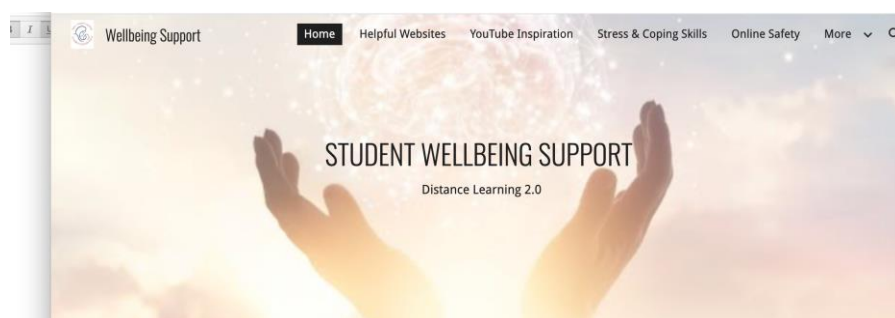 Wellbeing Support
Home Helpful Websites YouTube Inspiration Stress & Coping Skills Online Safety More
STUDENT WELLBEING SUPPORT
Distance Learning 2.0